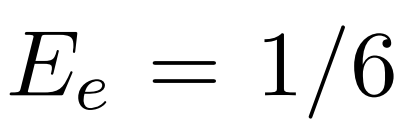 E_e = 1/6